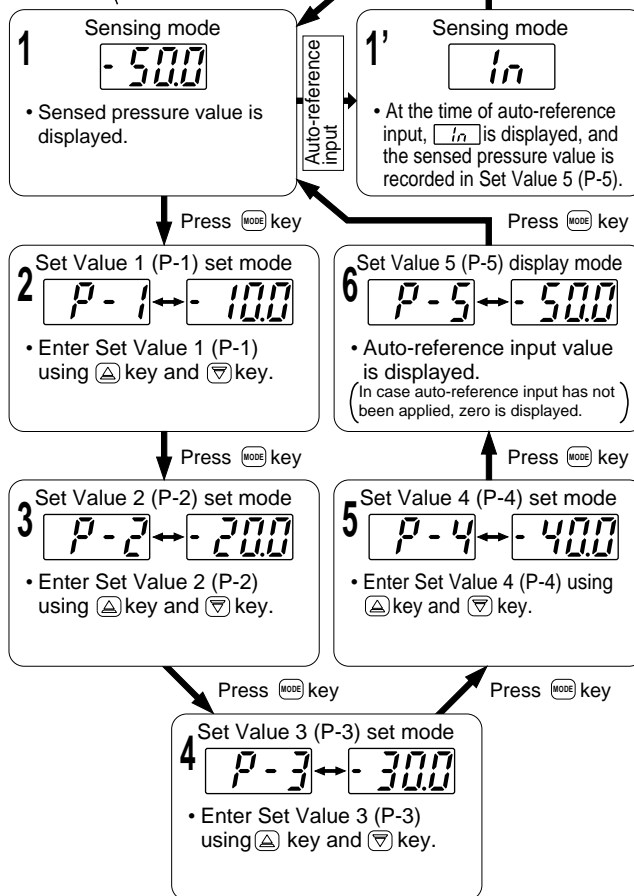 1
Sensing mode
- 50.0
• Sensed pressure value is
displayed.
Auto-reference
input
1’
Sensing mode
In
• At the time of auto-reference
input, In is displayed, and
the sensed pressure value is
recorded in Set Value 5 (P-5).
Press MODE key
Press MODE key
2
Set Value 1 (P-1) set mode
P - 1 - 10.0
• Enter Set Value 1 (P-1)
using key and key.
6
Set Value 5 (P-5) display mode
P - 5 - 50.0
• Auto-reference input value
is displayed.
(In case auto-reference input has not
been applied, zero is displayed.)
Press MODE key
Press MODE key
3
Set Value 2 (P-2) set mode
P - 2 - 20.0
• Enter Set Value 2 (P-2)
using key and key.
5
Set Value 4 (P-4) set mode
P - 4 - 40.0
• Enter Set Value 4 (P-4) using
key and key.
Press MODE key
Press MODE key
4
Set Value 3 (P-3) set mode
P - 3 - 30.0
• Enter Set Value 3 (P-3)
using key and key.